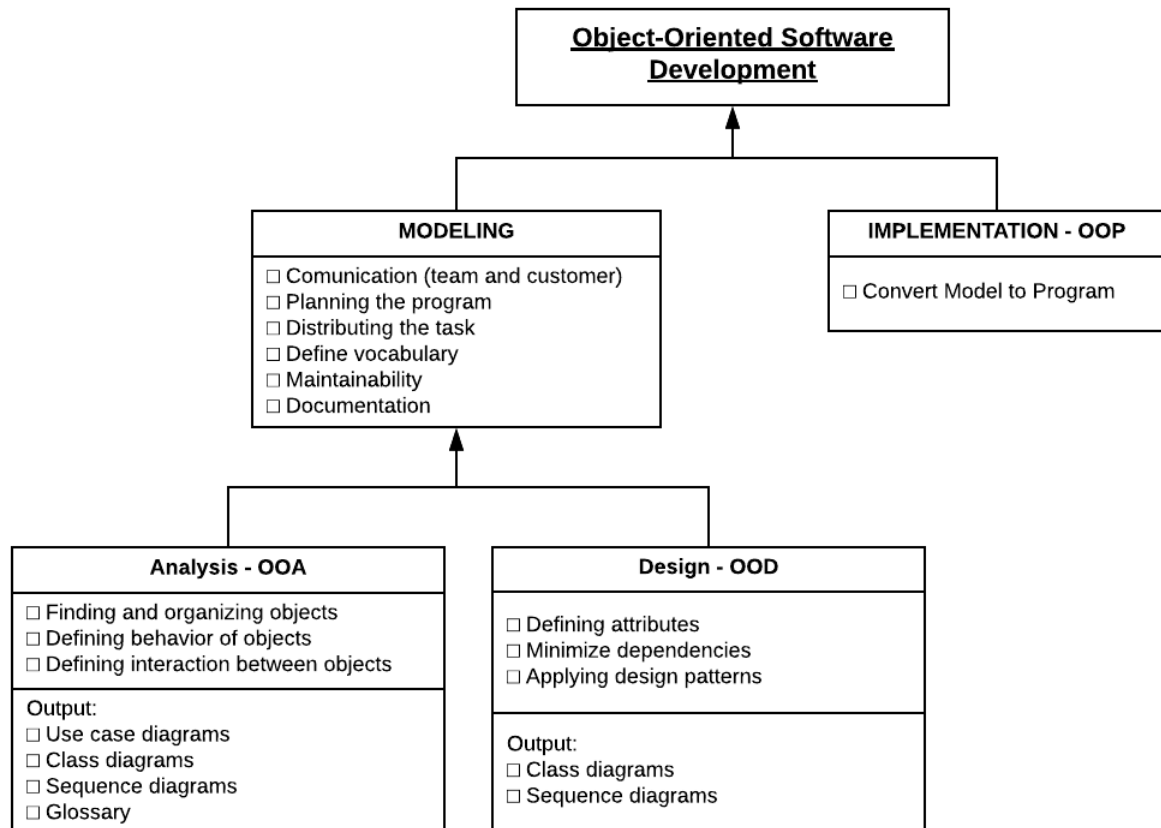 Object-Oriented Software
Development
MODELING
□ Comunication (team and customer)
□ Planning the program
□ Distributing the task
□ Define vocabulary
□ Maintainability
□ Documentation
IMPLEMENTATION - OOP
□ Convert Model to Program
Analysis - OOA
□ Finding and organizing objects
□ Defining behavior of objects
□ Defining interaction between objects
Output:
□ Use case diagrams
□ Class diagrams
□ Sequence diagrams
□ Glossary
Design - OOD
□ Defining attributes
□ Minimize dependencies
□ Applying design patterns
Output:
□ Class diagrams
□ Sequence diagrams